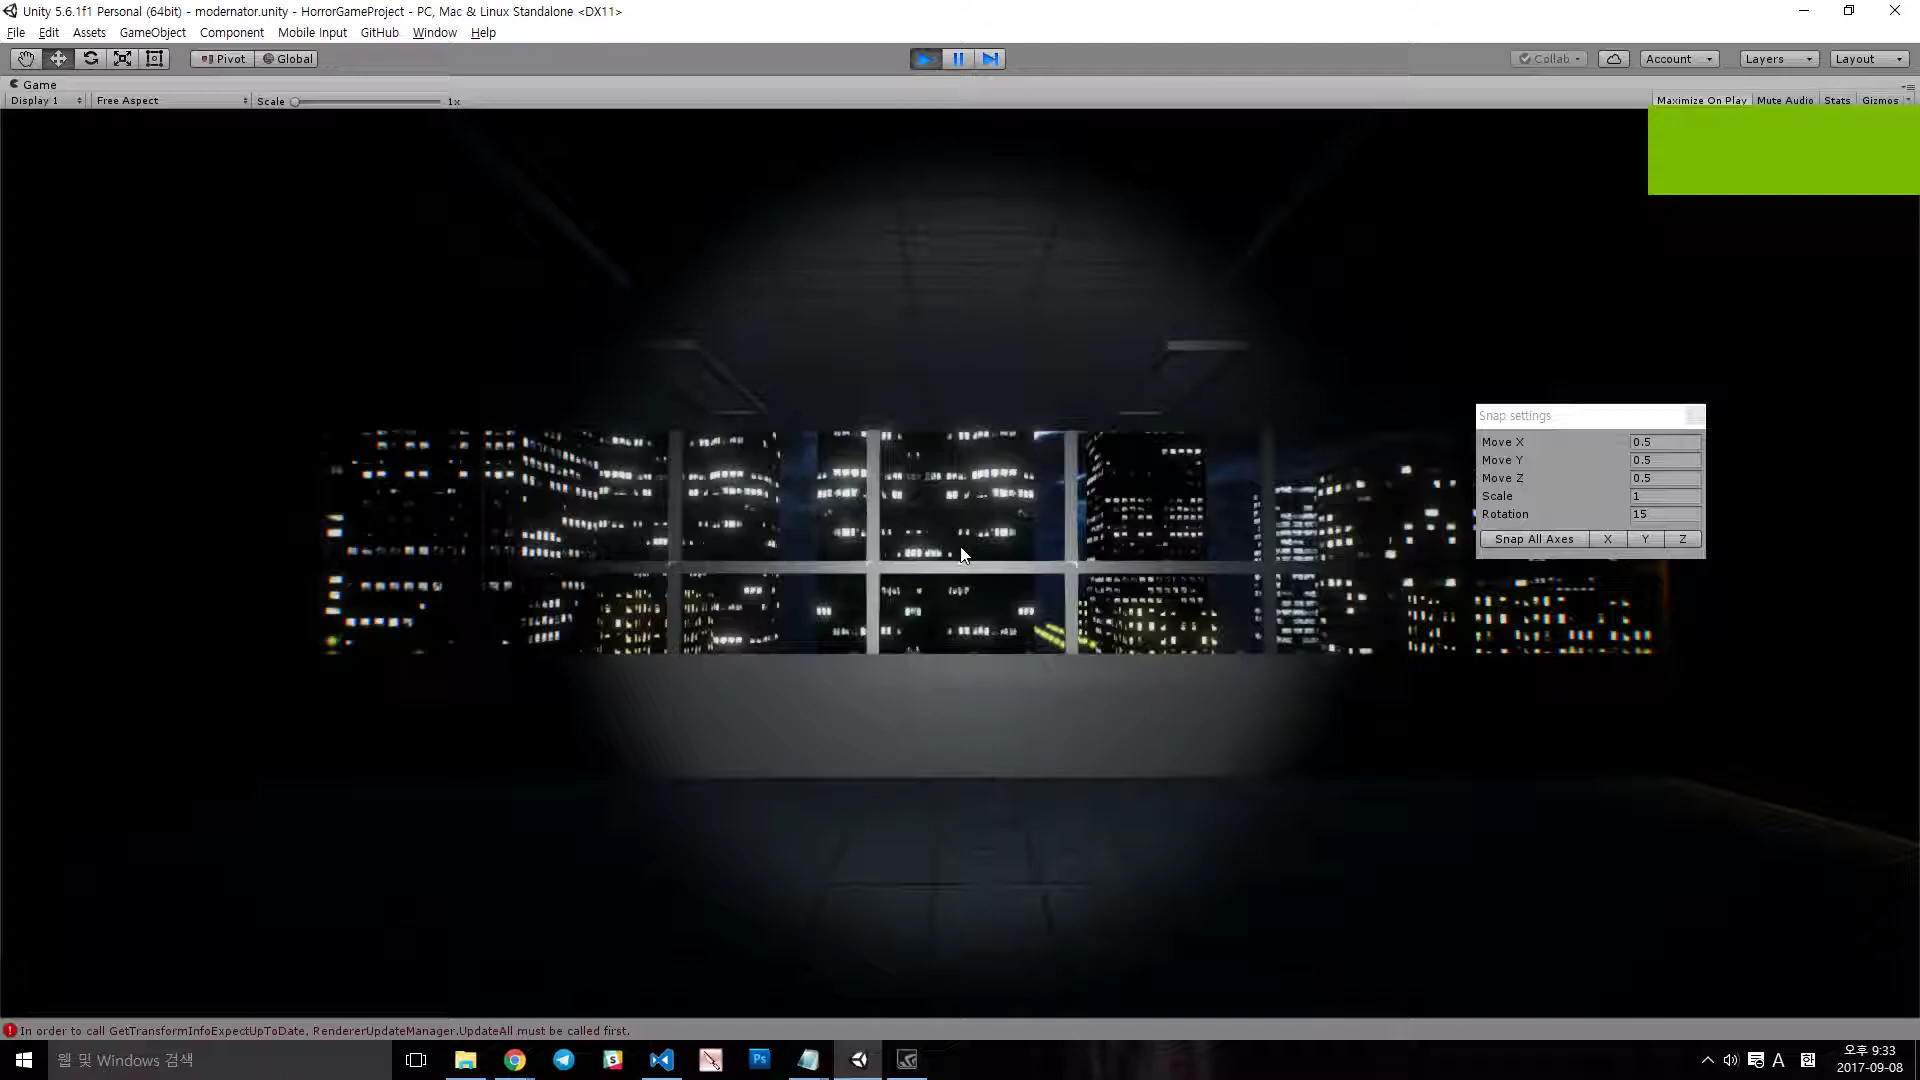 Unity 5.6.1f1 Personal (64bit) - modernator.unity - HorrorGameProject - PC, Mac & Linux Standalone <DX11>
File Edit Assets GameObject Component Mobile Input GitHub Window Help
Pivot Global Collab Account Layers Layout
Game
Display 1 Free Aspect Scale 1x Maximize On Play Mute Audio Stats Gizmos
Snap settings
Move X 0.5
Move Y 0.5
Move Z 0.5
Scale 1
Rotation 15
Snap All Axes X Y Z
In order to call GetTransformInfoExpectUpToDate, RendererUpdateManager.UpdateAll must be called first.
웹 및 Windows 검색
Ps
A 한
오후 9:33
2017-09-08